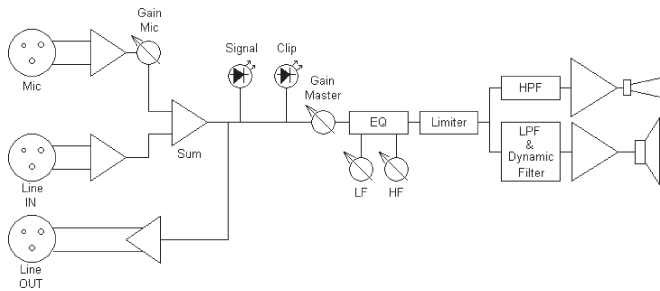 Gain
Mic
Signal
Clip
Mic
Gain
Master
HPF
EQ
Limiter
LPF
&
Dynamic
Filter
Sum
Line
IN
LF
HF
Line
OUT